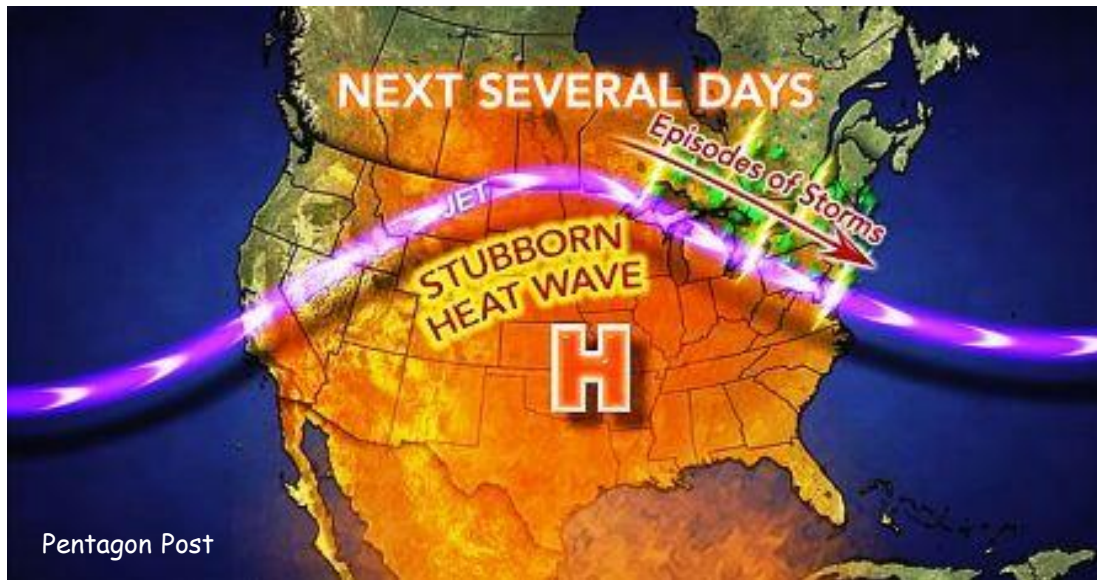 NEXT SEVERAL DAYS
Episodes of Storms
JET
STUBBORN
HEAT WAVE
H
Pentagon Post